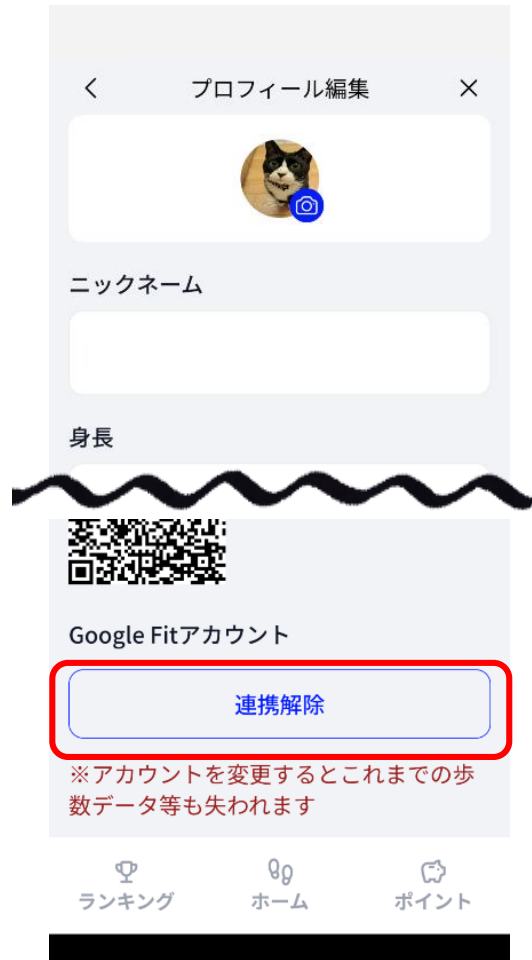 プロフィール編集
ニックネーム
身長
Google Fitアカウント
連携解除
※アカウントを変更するとこれまでの歩
数データ等も失われます
ランキング
ホーム
ポイント